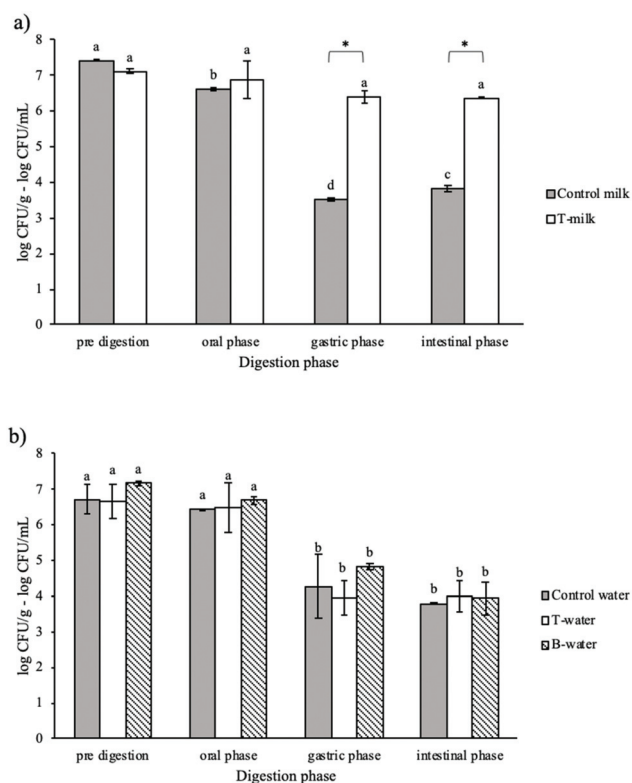 a)
8
7
6
5
4
3
2
1
0
log CFU/g - log CFU/mL
a a
b a
* d a
* c a
pre digestion oral phase gastric phase intestinal phase
Digestion phase
Control milk
T-milk
b)
8
7
6
5
4
3
2
1
0
log CFU/g - log CFU/mL
a a a
a a a
b b b
b b b
pre digestion oral phase gastric phase intestinal phase
Digestion phase
Control water
T-water
B-water